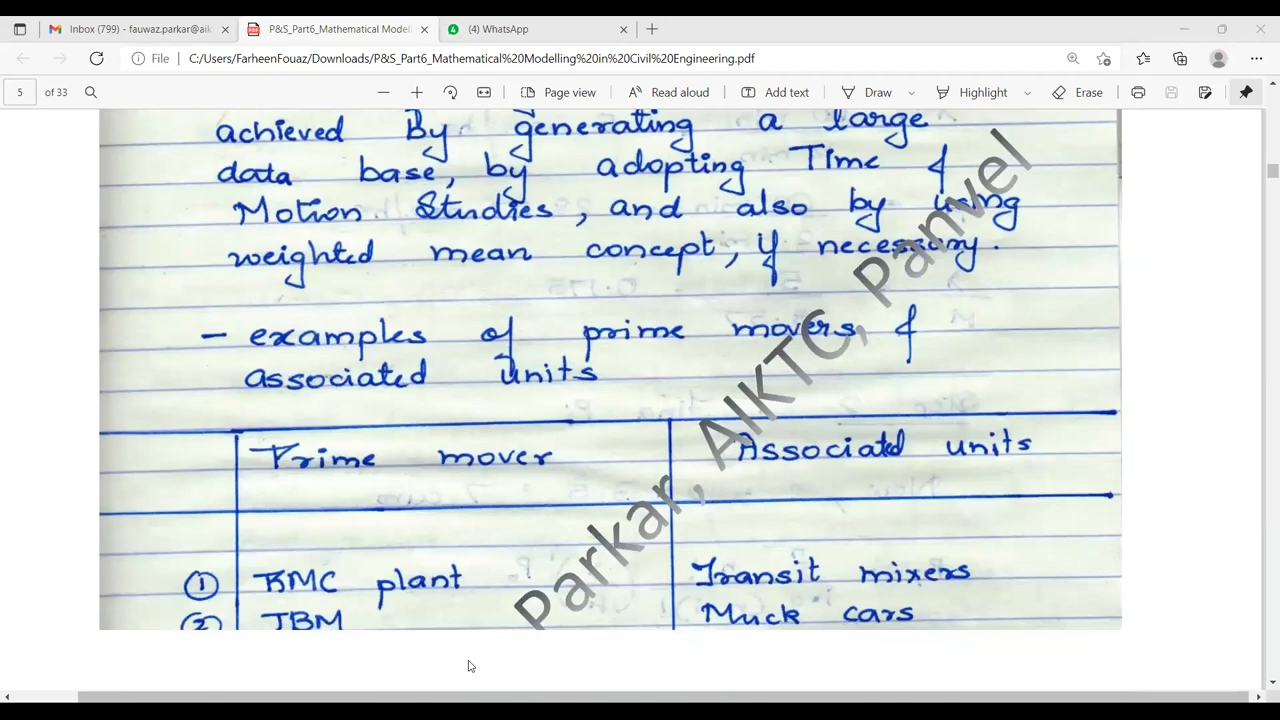 Inbox (799) - fauwaz.parkar@aik
P&S_Part6_Mathematical Model
(4) WhatsApp
File
C:/Users/FarheenFouaz/Downloads/P&S_Part6_Mathematical%20Modelling%20in%20Civil%20Engineering.pdf
5 of 33
Page view
Read aloud
Add text
Draw
Highlight
Erase
achieved By generating a large
data base, by adopting Time &
Motion Studies, and also by using
weighted mean concept, if necessary.
- examples of prime movers &
associated units
Prime mover
Associated units
① RMC plant
Transit mixers
② TBM
Muck cars
Parkar, AIKTC, Panvel